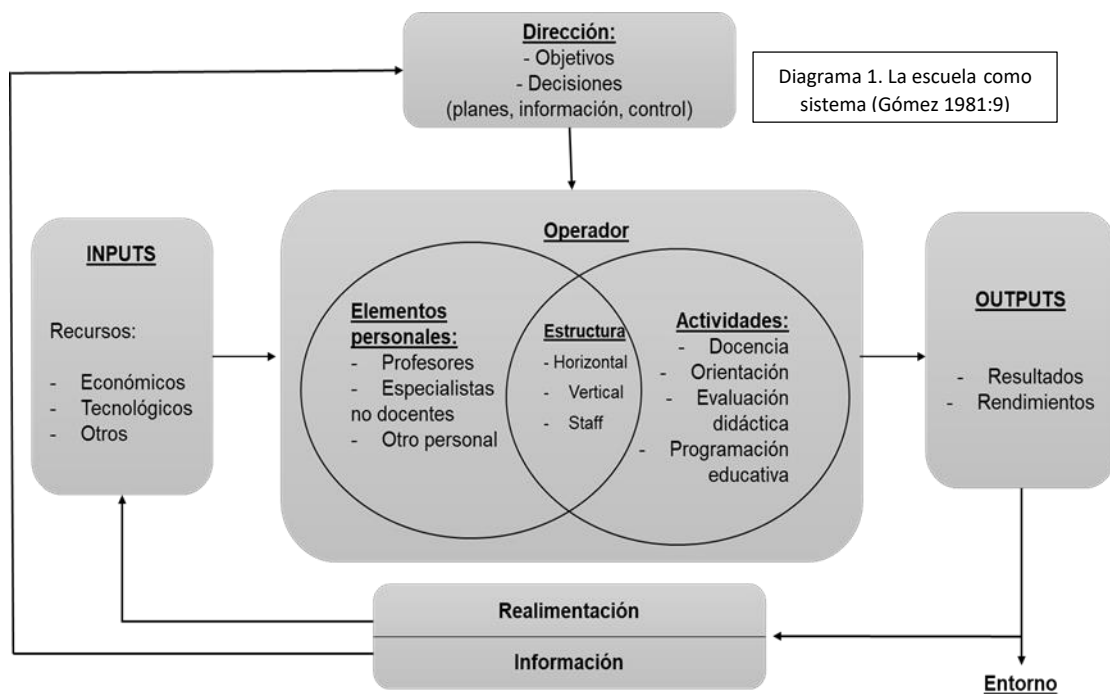 Dirección:
- Objetivos
- Decisiones
(planes, información, control)
Diagrama 1. La escuela como
sistema (Gómez 1981:9)
INPUTS
Recursos:
- Económicos
- Tecnológicos
- Otros
Operador
Elementos
personales:
- Profesores
- Especialistas
no docentes
- Otro personal
Estructura
- Horizontal
- Vertical
- Staff
Actividades:
- Docencia
- Orientación
- Evaluación
didáctica
- Programación
educativa
OUTPUTS
- Resultados
- Rendimientos
Realimentación
Información
Entorno